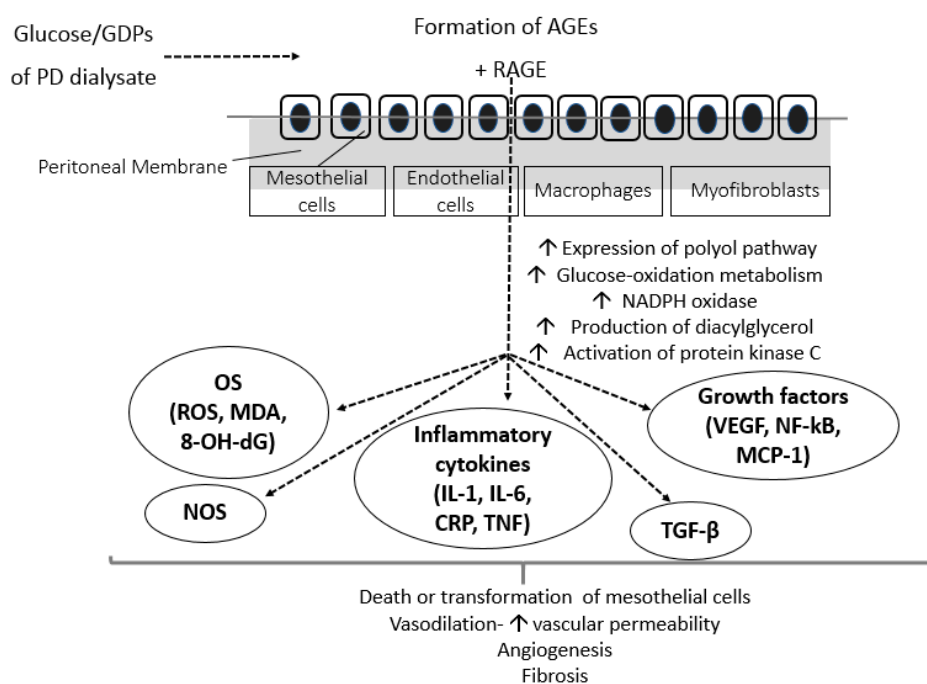 Glucose/GDPs
of PD dialysate
Formation of AGEs
+ RAGE
Peritoneal Membrane
Mesothelial
cells
Endothelial
cells
Macrophages
Myofibroblasts
↑ Expression of polyol pathway
↑ Glucose-oxidation metabolism
↑ NADPH oxidase
↑ Production of diacylglycerol
↑ Activation of protein kinase C
OS
(ROS, MDA,
8-OH-dG)
NOS
Inflammatory
cytokines
(IL-1, IL-6,
CRP, TNF)
Growth factors
(VEGF, NF-kB,
MCP-1)
TGF-β
Death or transformation of mesothelial cells
Vasodilation- ↑ vascular permeability
Angiogenesis
Fibrosis